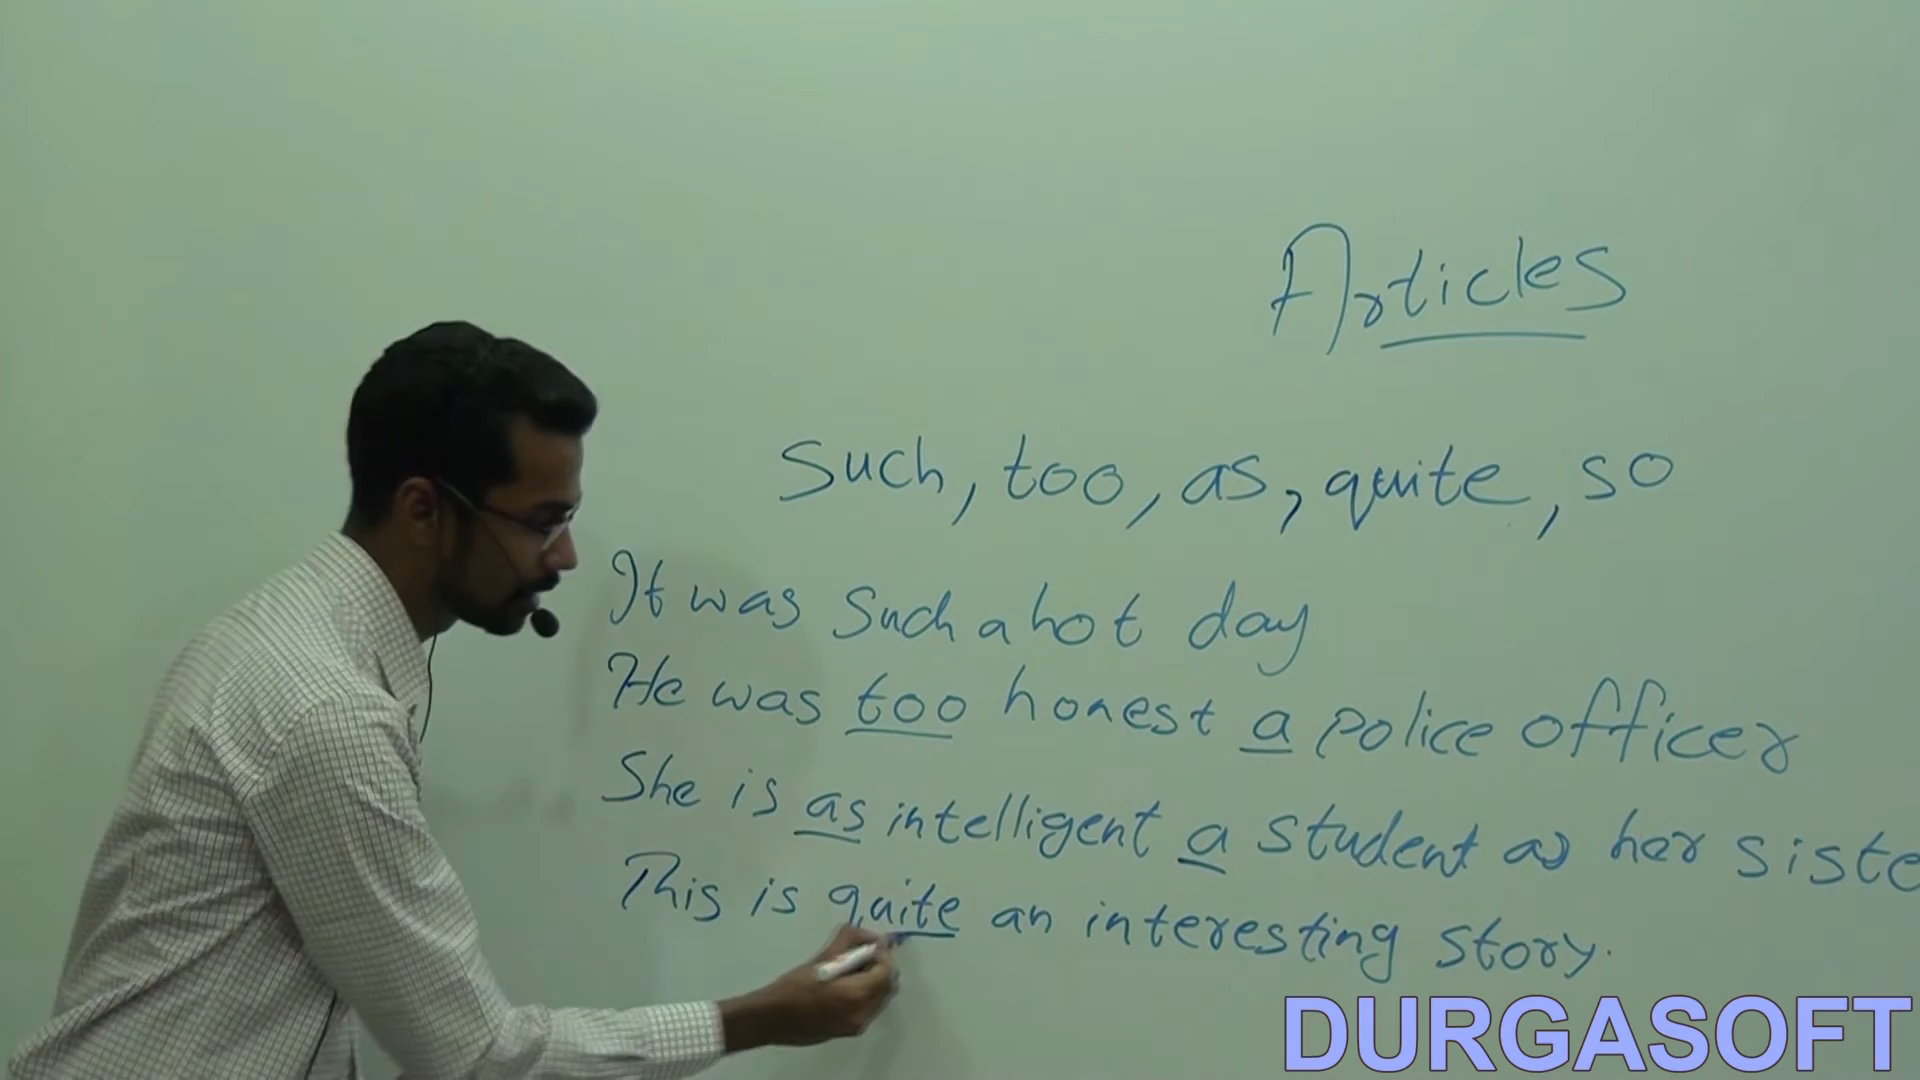 Articles
Such, too, as, quite, so
It was such a hot day
He was too honest a police officer
She is as intelligent a student as her siste
This is quite an interesting story.
DURGASOFT